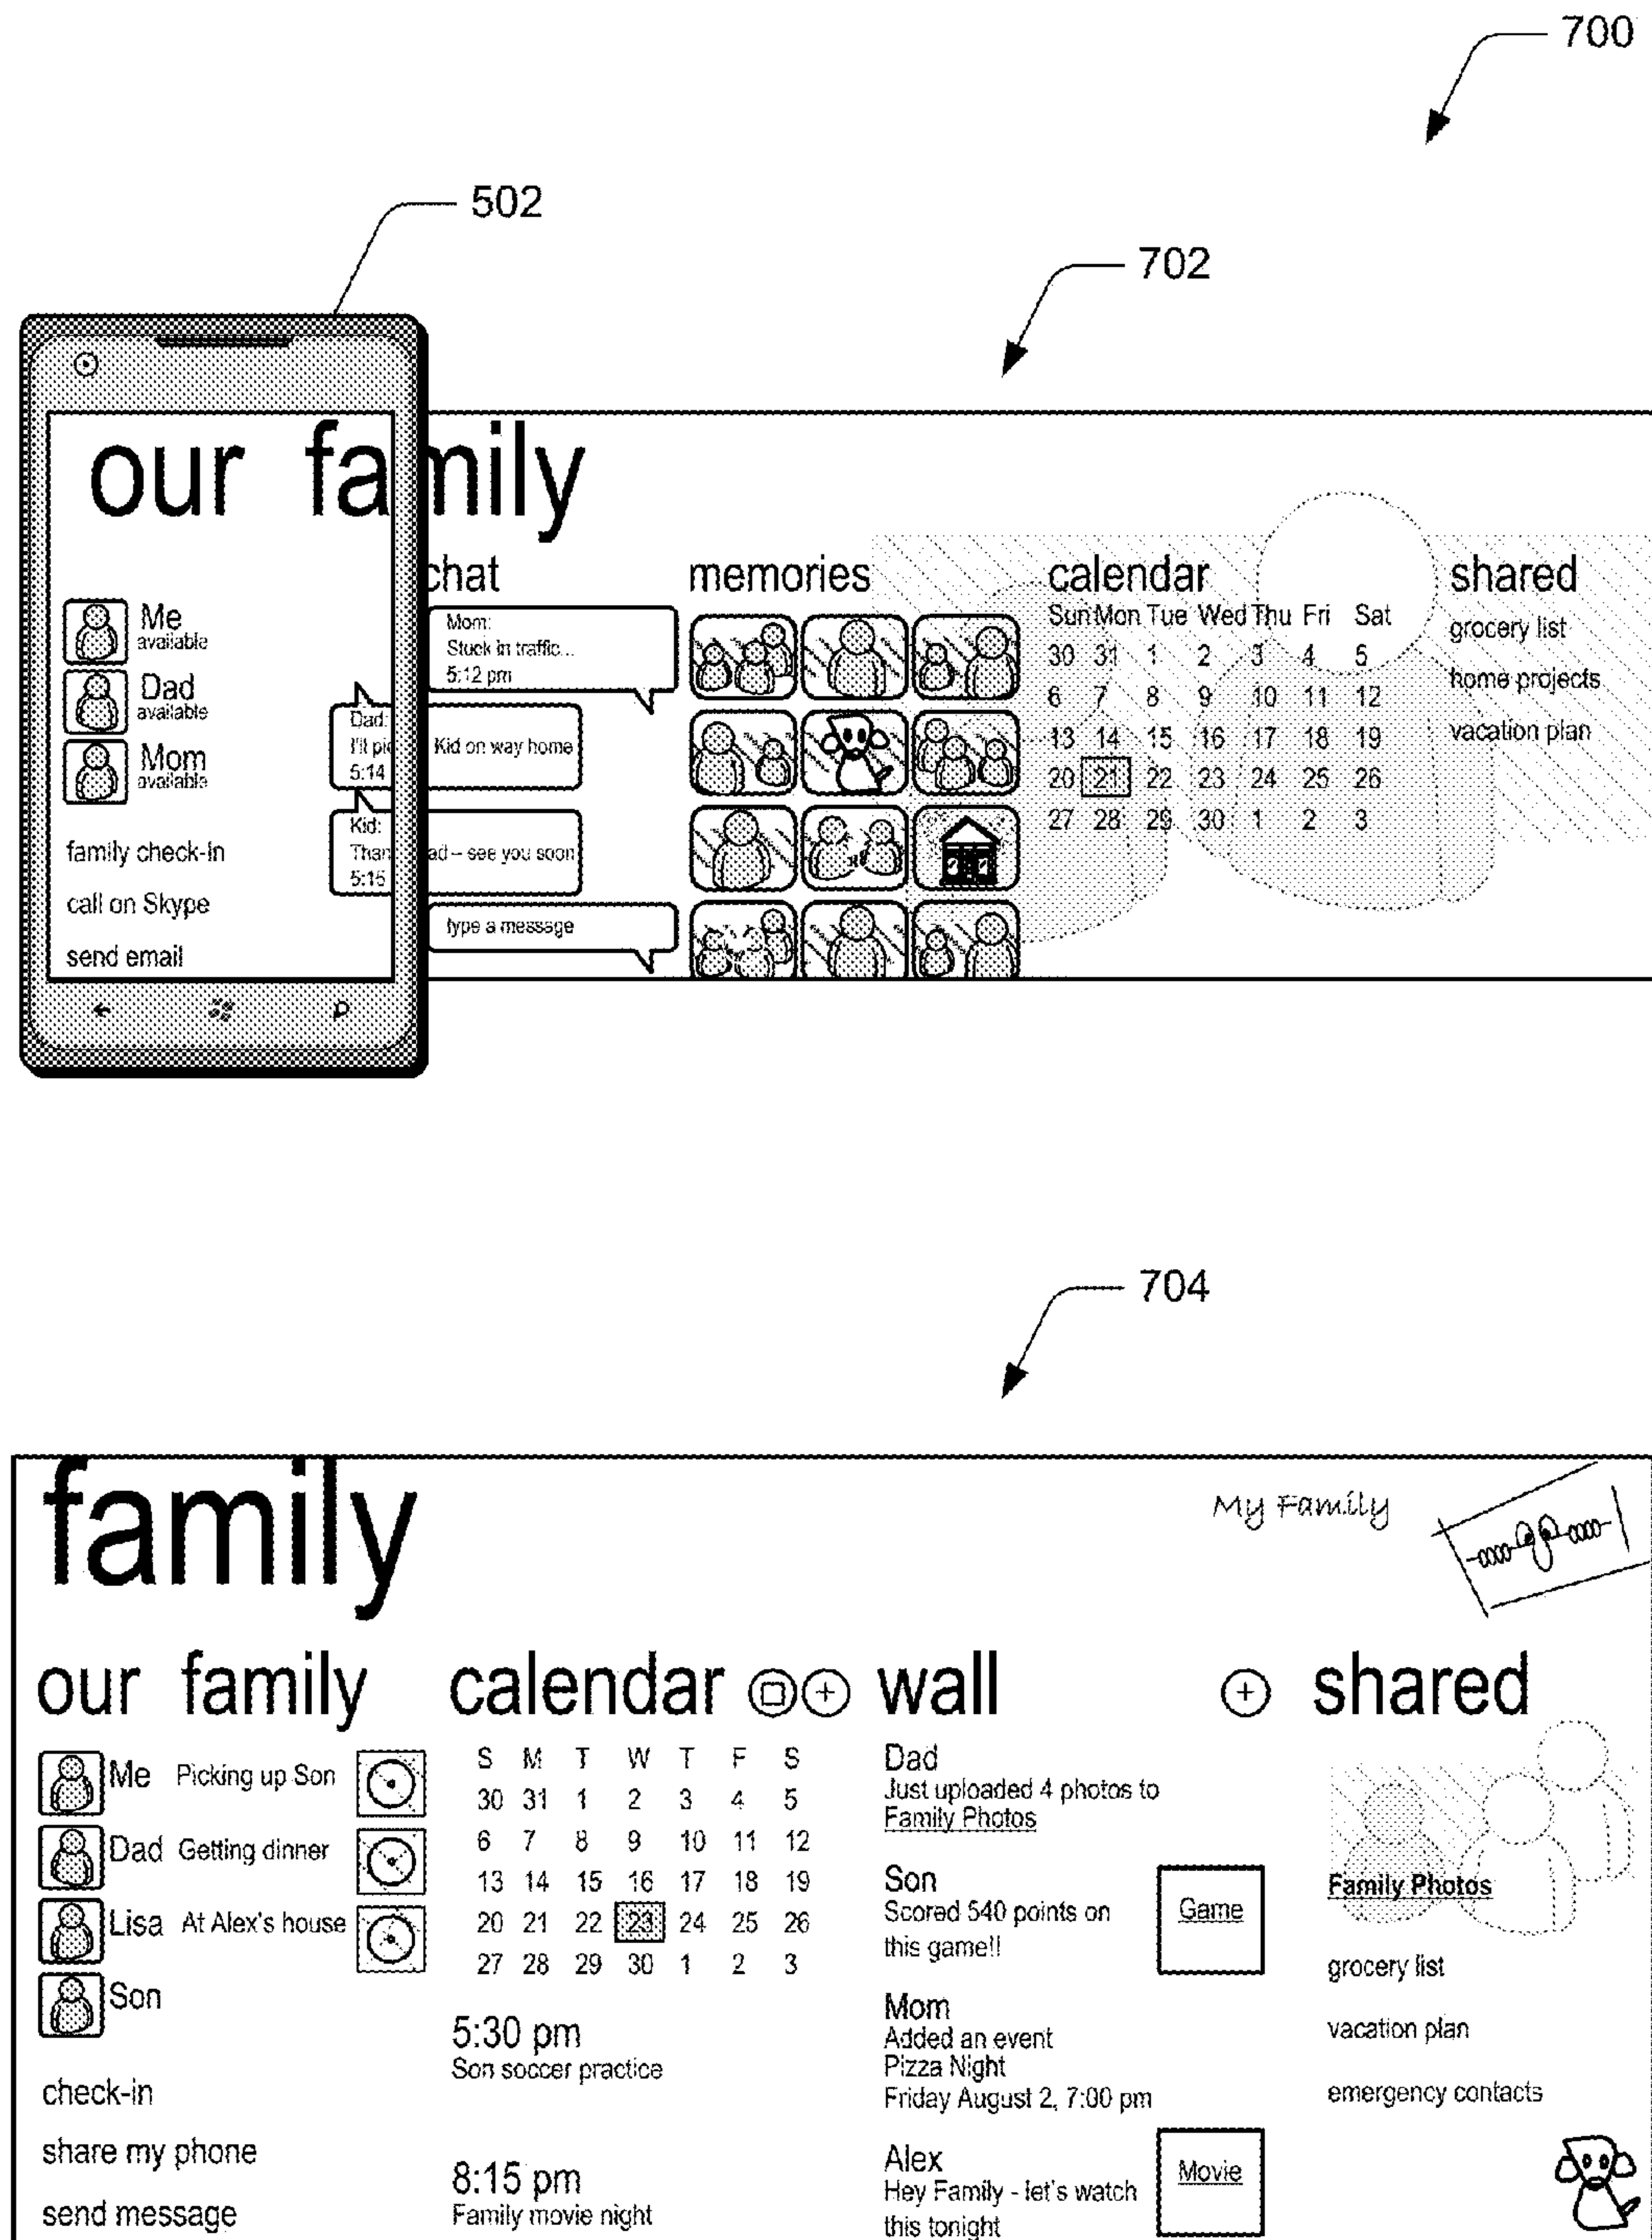 700
502
702
our family
Me
available
Dad
available
Mom
available
family check-in
call on Skype
send email
chat
Mom:
Stuck in traffic...
5:12 pm
Dad:
I'll pic Kid on way home
5:14
Kid:
Than ad – see you soon
5:15
type a message
memories
calendar
Sun Mon Tue Wed Thu Fri Sat
30 31 1 2 3 4 5
6 7 8 9 10 11 12
13 14 15 16 17 18 19
20 21 22 23 24 25 26
27 28 29 30 1 2 3
shared
grocery list
home projects
vacation plan
704
family
My Family
our family
Me Picking up Son
Dad Getting dinner
Lisa At Alex's house
Son
check-in
share my phone
send message
calendar
S M T W T F S
30 31 1 2 3 4 5
6 7 8 9 10 11 12
13 14 15 16 17 18 19
20 21 22 23 24 25 26
27 28 29 30 1 2 3
5:30 pm
Son soccer practice
8:15 pm
Family movie night
wall
Dad
Just uploaded 4 photos to
Family Photos
Son
Scored 540 points on
this game!!
Game
Mom
Added an event
Pizza Night
Friday August 2, 7:00 pm
Alex
Hey Family - let's watch
this tonight
Movie
shared
Family Photos
grocery list
vacation plan
emergency contacts